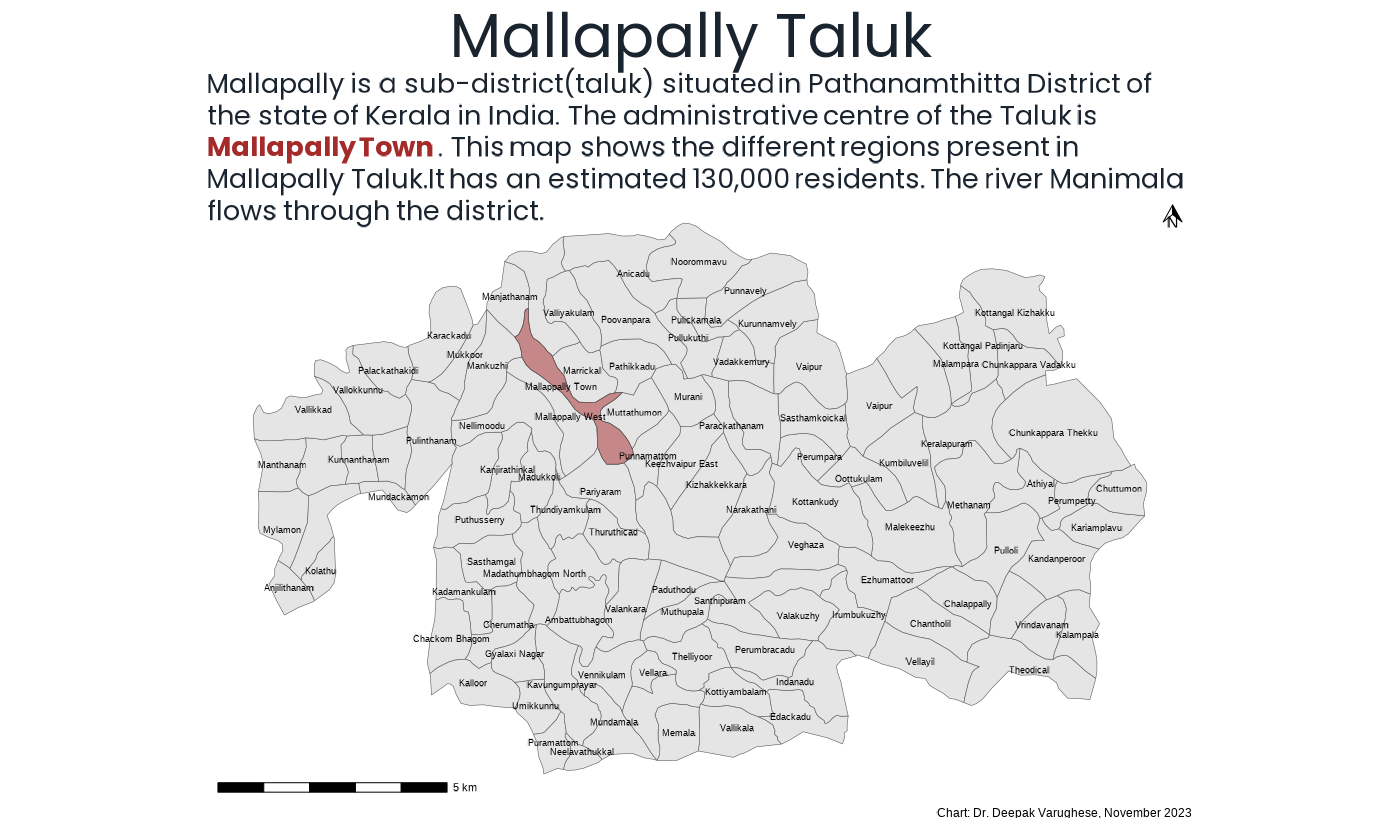 Mallapally Taluk
Mallapally is a sub-district(taluk) situated in Pathanamthitta District of
the state of Kerala in India. The administrative centre of the Taluk is
Mallapally Town . This map shows the different regions present in
Mallapally Taluk.It has an estimated 130,000 residents. The river Manimala
flows through the district.
N
Noorommavu
Anicadu
Punnavely
Manjathanam
Valliyakulam
Poovanpara
Pulickamala
Kurunnamvely
Kottangal Kizhakku
Karackadu
Pullukuthi
Kottangal Padinjaru
Mukkoor
Mankuzhi
Palackathakidi
Marrickal
Pathikkadu
Vadakkemury
Vaipur
Malampara
Chunkappara Vadakku
Vallokkunnu
Mallappally Town
Murani
Vallikkad
Mallappally West
Muttathumon
Vaipur
Nellimoodu
Parackathanam
Sasthamkoickal
Chunkappara Thekku
Pulinthanam
Keralapuram
Manthanam
Kunnanthanam
Punnamattom
Keezhvaipur East
Perumpara
Kumbiluvelil
Kanjirathinkal
Madukkoli
Oottukulam
Kizhakkekkara
Athiyal
Chuttumon
Mundackamon
Pariyaram
Kottankudy
Perumpetty
Thundiyamkulam
Narakathani
Methanam
Puthusserry
Mylamon
Thuruthicad
Malekeezhu
Kariamplavu
Veghaza
Pulloli
Kandanperoor
Sasthamgal
Kolathu
Madathumbhagom North
Ezhumattoor
Anjilithanam
Kadamankulam
Paduthodu
Santhipuram
Chalappally
Valankara
Muthupala
Valakuzhy
Irumbukuzhy
Cherumatha
Ambattubhagom
Chantholil
Vrindavanam
Kalampala
Chackom Bhagom
Gyalaxi Nagar
Thelliyoor
Perumbracadu
Vellayil
Theodical
Kalloor
Kavungumprayar
Vennikulam
Vellara
Indanadu
Kottiyambalam
Umikkunnu
Mundamala
Edackadu
Memala
Vallikala
Puramattom
Neelavathukkal
5 km
Chart: Dr. Deepak Varughese, November 2023